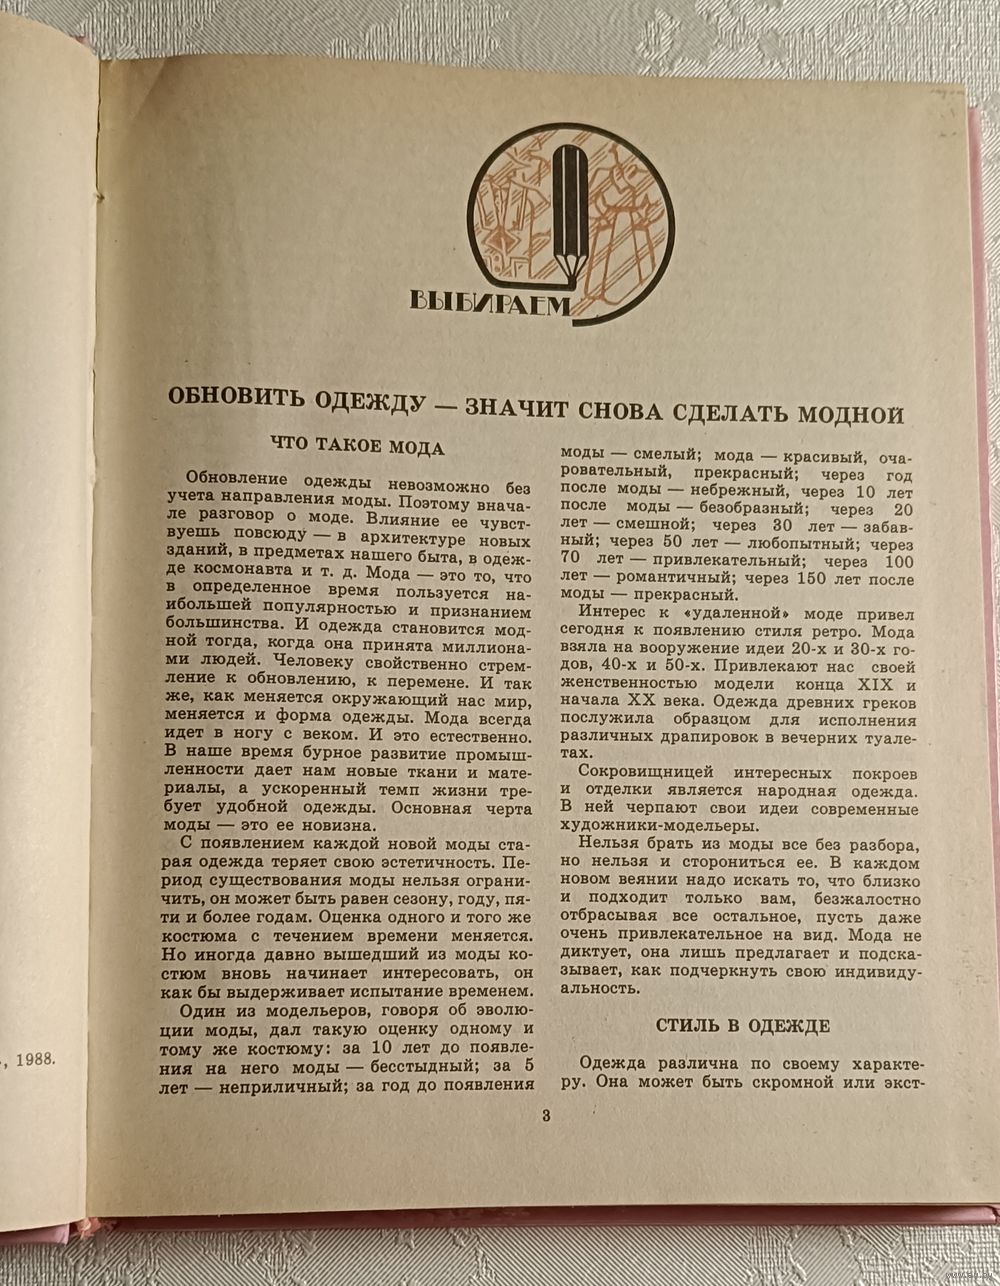 ВЫБИРАЕМ
ОБНОВИТЬ ОДЕЖДУ — ЗНАЧИТ СНОВА СДЕЛАТЬ МОДНОЙ
ЧТО ТАКОЕ МОДА
Обновление одежды невозможно без
учета направления моды. Поэтому внача-
ле разговор о моде. Влияние ее чувст-
вуешь повсюду — в архитектуре новых
зданий, в предметах нашего быта, в одеж-
де космонавта и т. д. Мода — это то, что
в определенное время пользуется на-
ибольшей популярностью и признанием
большинства. И одежда становится мод-
ной тогда, когда она принята миллиона-
ми людей. Человеку свойственно стрем-
ление к обновлению, к перемене. И так
же, как меняется окружающий нас мир,
меняется и форма одежды. Мода всегда
идет в ногу с веком. И это естественно.
В наше время бурное развитие промыш-
ленности дает нам новые ткани и мате-
риалы, а ускоренный темп жизни тре-
бует удобной одежды. Основная черта
моды — это ее новизна.
С появлением каждой новой моды ста-
рая одежда теряет свою эстетичность. Пе-
риод существования моды нельзя ограни-
чить, он может быть равен сезону, году, пя-
ти и более годам. Оценка одного и того же
костюма с течением времени меняется.
Но иногда давно вышедший из моды ко-
стюм вновь начинает интересовать, он
как бы выдерживает испытание временем.
Один из модельеров, говоря об эволю-
ции моды, дал такую оценку одному и
тому же костюму: за 10 лет до появле-
ния на него моды — бесстыдный; за 5
лет — неприличный; за год до появления
моды — смелый; мода — красивый, оча-
ровательный, прекрасный; через год
после моды — небрежный, через 10 лет
после моды — безобразный; через 20
лет — смешной; через 30 лет — забав-
ный; через 50 лет — любопытный; через
70 лет — привлекательный; через 100
лет — романтичный; через 150 лет после
моды — прекрасный.
Интерес к «удаленной» моде привел
сегодня к появлению стиля ретро. Мода
взяла на вооружение идеи 20-х и 30-х го-
дов, 40-х и 50-х. Привлекают нас своей
женственностью модели конца XIX и
начала XX века. Одежда древних греков
послужила образцом для исполнения
различных драпировок в вечерних туале-
тах.
Сокровищницей интересных покроев
и отделки является народная одежда.
В ней черпают свои идеи современные
художники-модельеры.
Нельзя брать из моды все без разбора,
но нельзя и сторониться ее. В каждом
новом веянии надо искать то, что близко
и подходит только вам, безжалостно
отбрасывая все остальное, пусть даже
очень привлекательное на вид. Мода не
диктует, она лишь предлагает и подска-
зывает, как подчеркнуть свою индивиду-
альность.
СТИЛЬ В ОДЕЖДЕ
Одежда различна по своему характе-
ру. Она может быть скромной или экст-
3
, 1988.